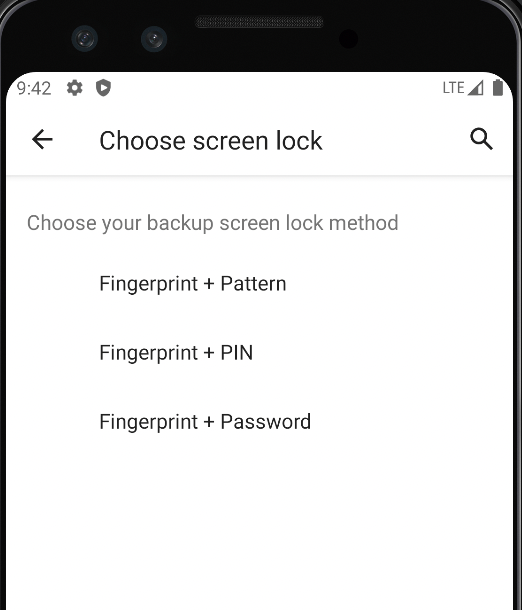 9:42 LTE
Choose screen lock
Choose your backup screen lock method
Fingerprint + Pattern
Fingerprint + PIN
Fingerprint + Password